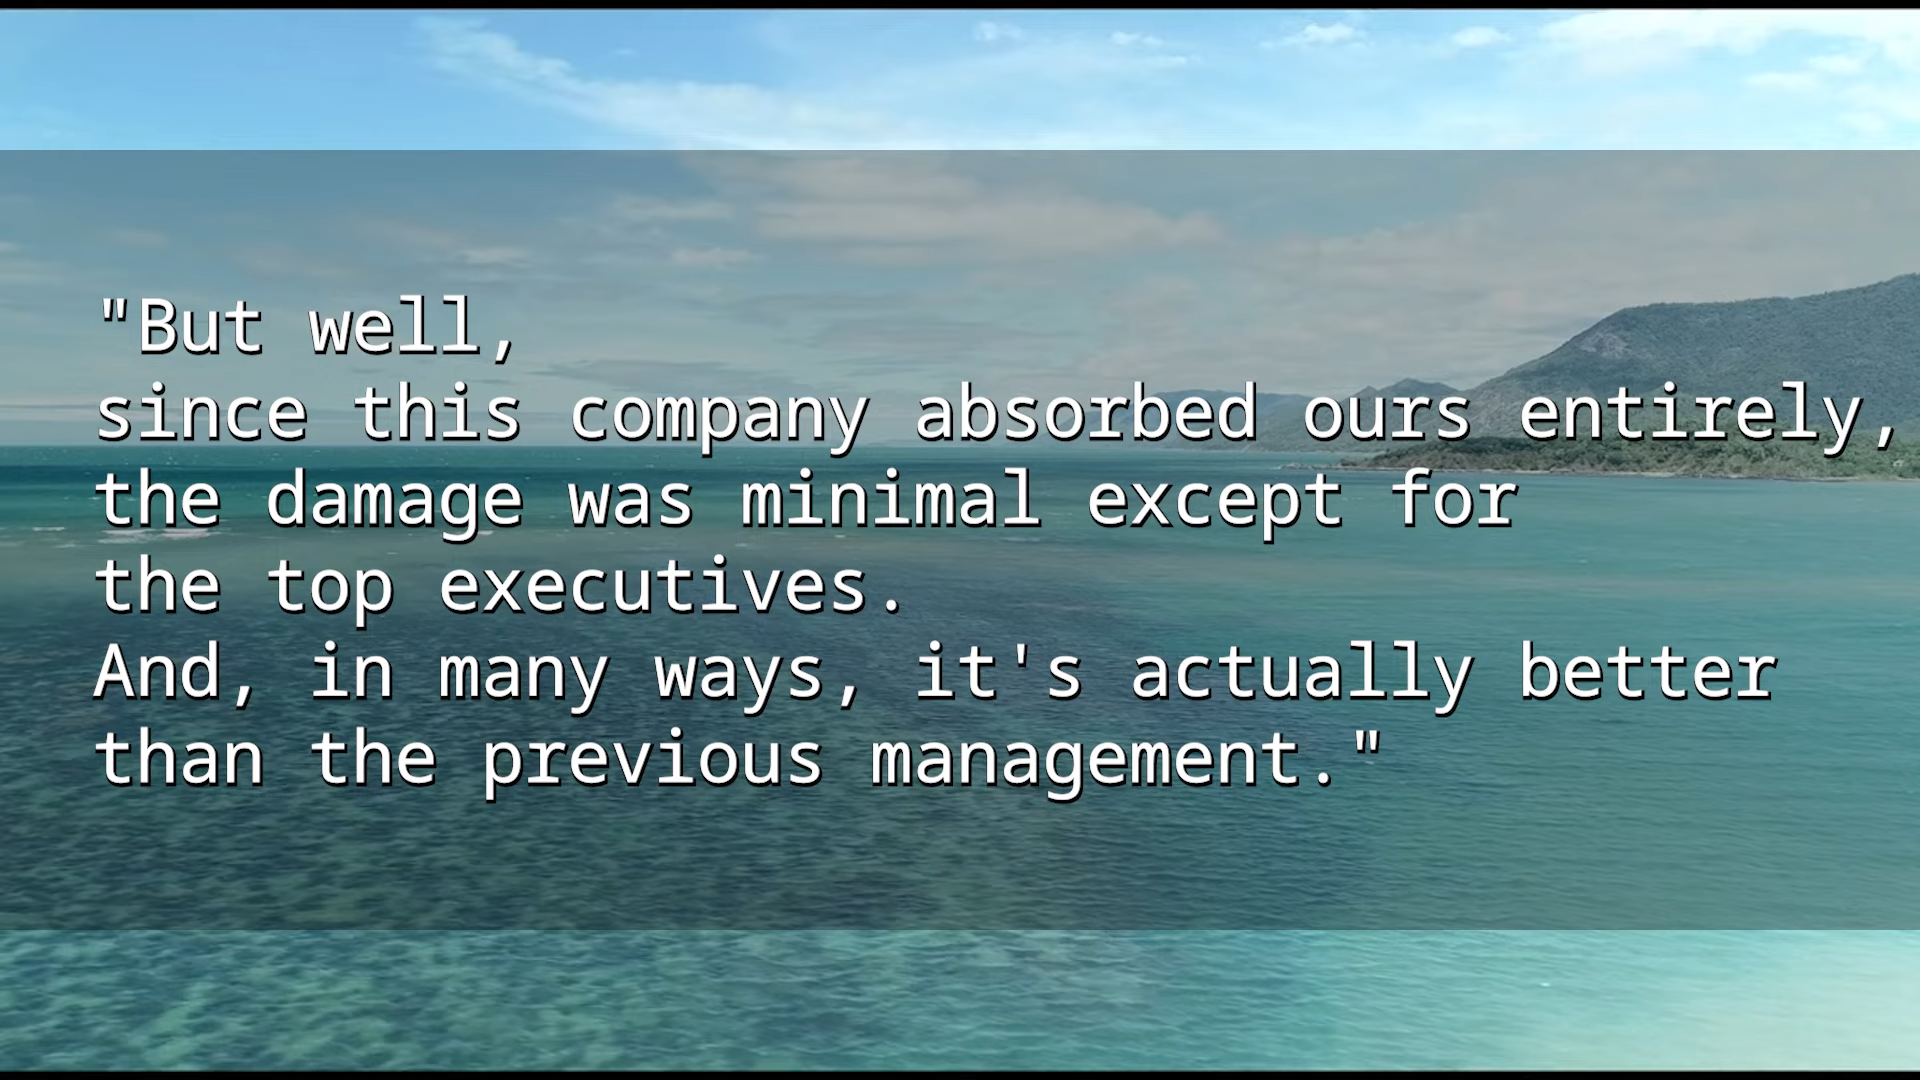 "But well,
since this company absorbed ours entirely,
the damage was minimal except for
the top executives.
And, in many ways, it's actually better
than the previous management."